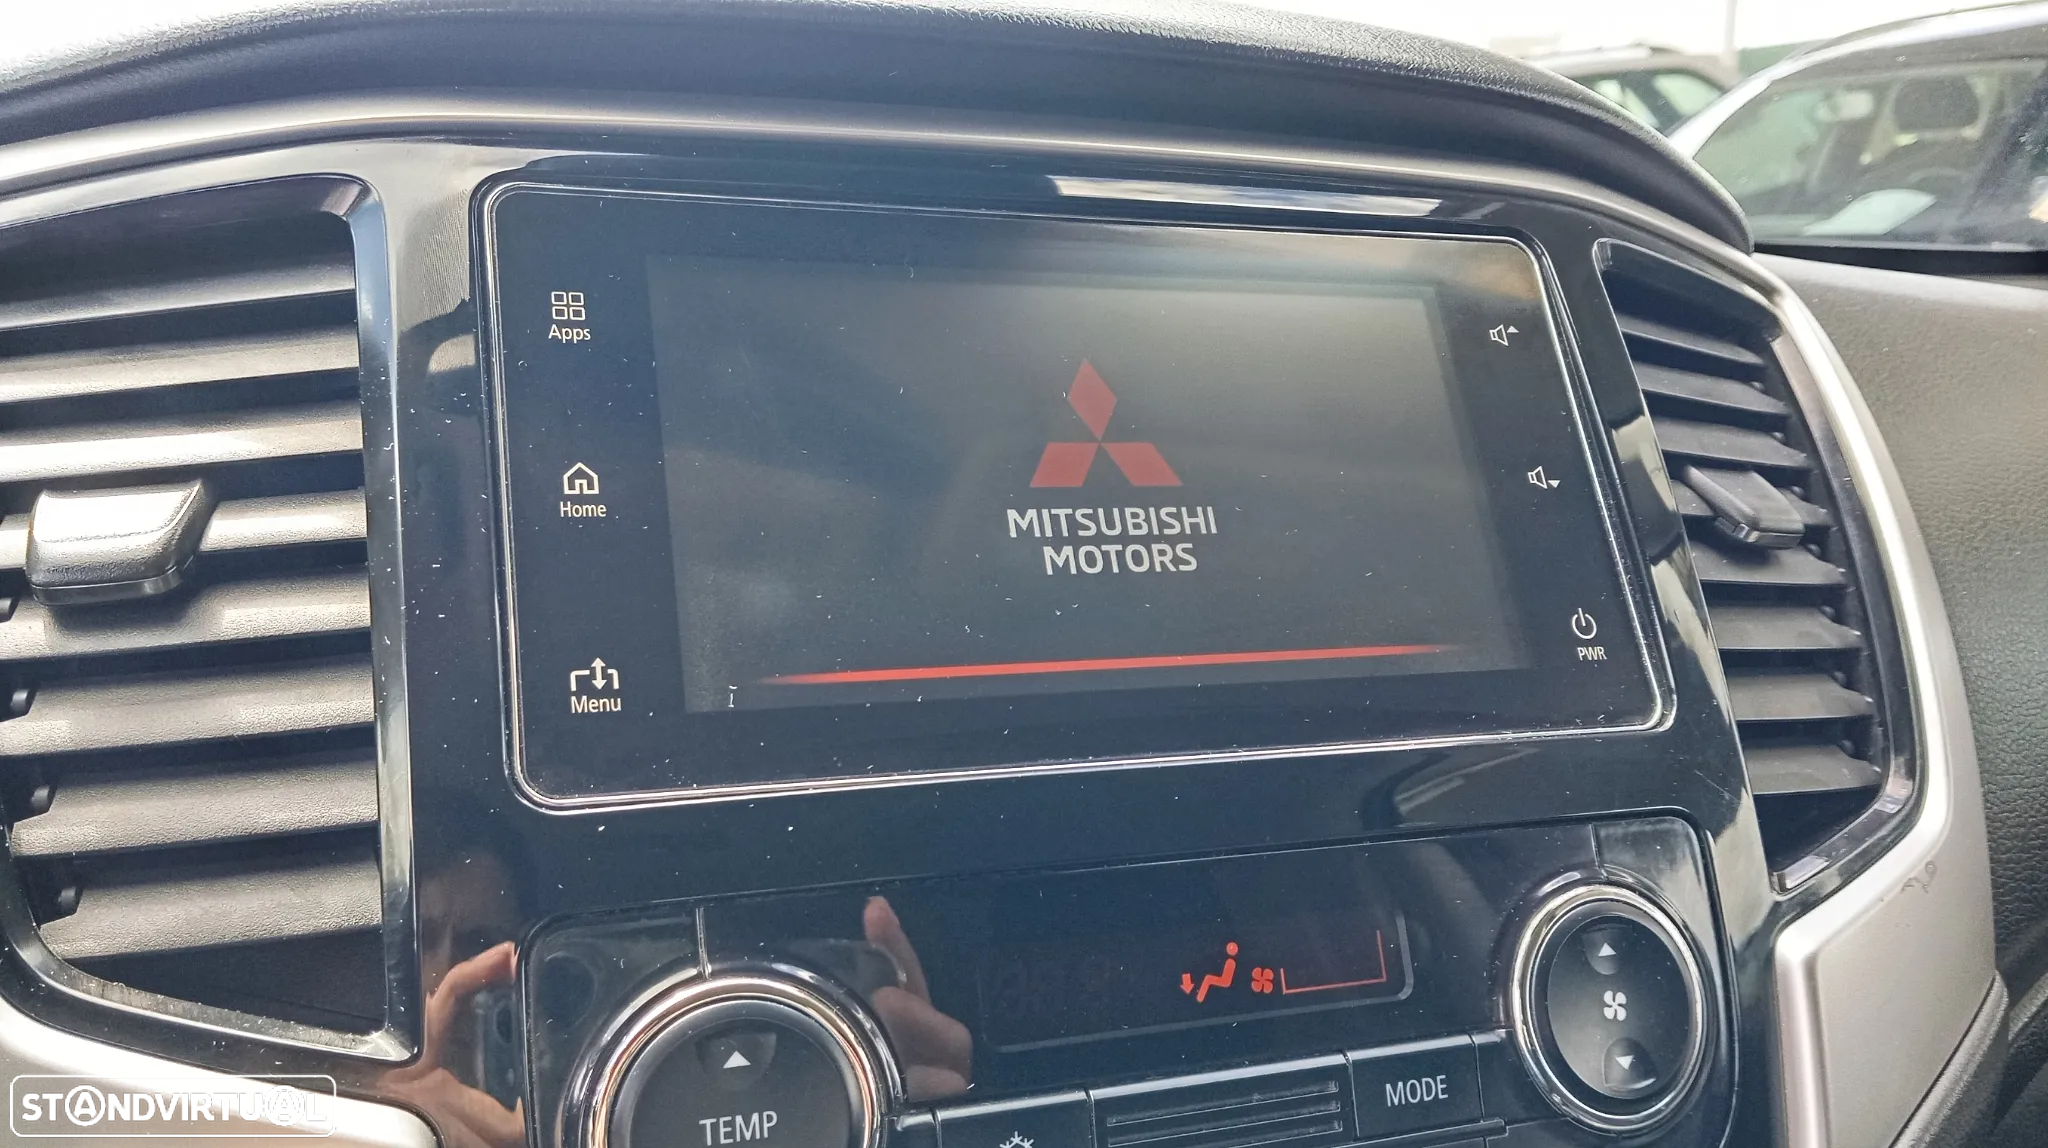 Apps
Home
Menu
MITSUBISHI
MOTORS
PWR
TEMP
MODE
STANDVIRTUAL